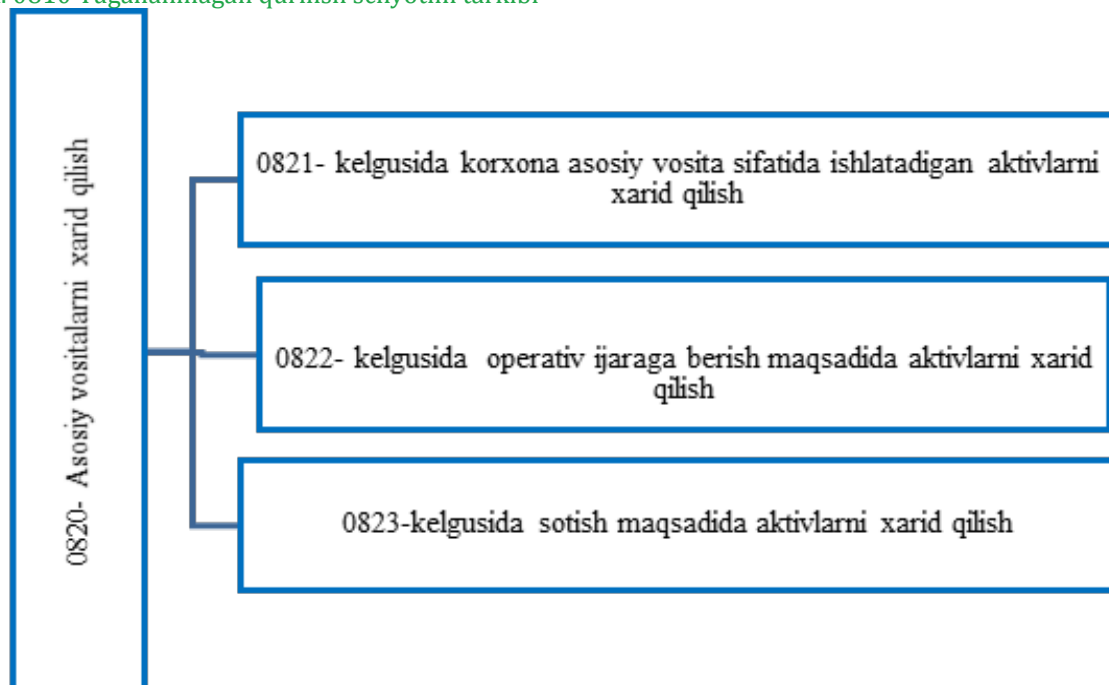 0820- Asosiy vositalarni xarid qilish
0821- kelgusida korxona asosiy vosita sifatida ishlatadigan aktivlarni
xarid qilish
0822- kelgusida operativ ijaraga berish maqsadida aktivlarni xarid
qilish
0823-kelgusida sotish maqsadida aktivlarni xarid qilish